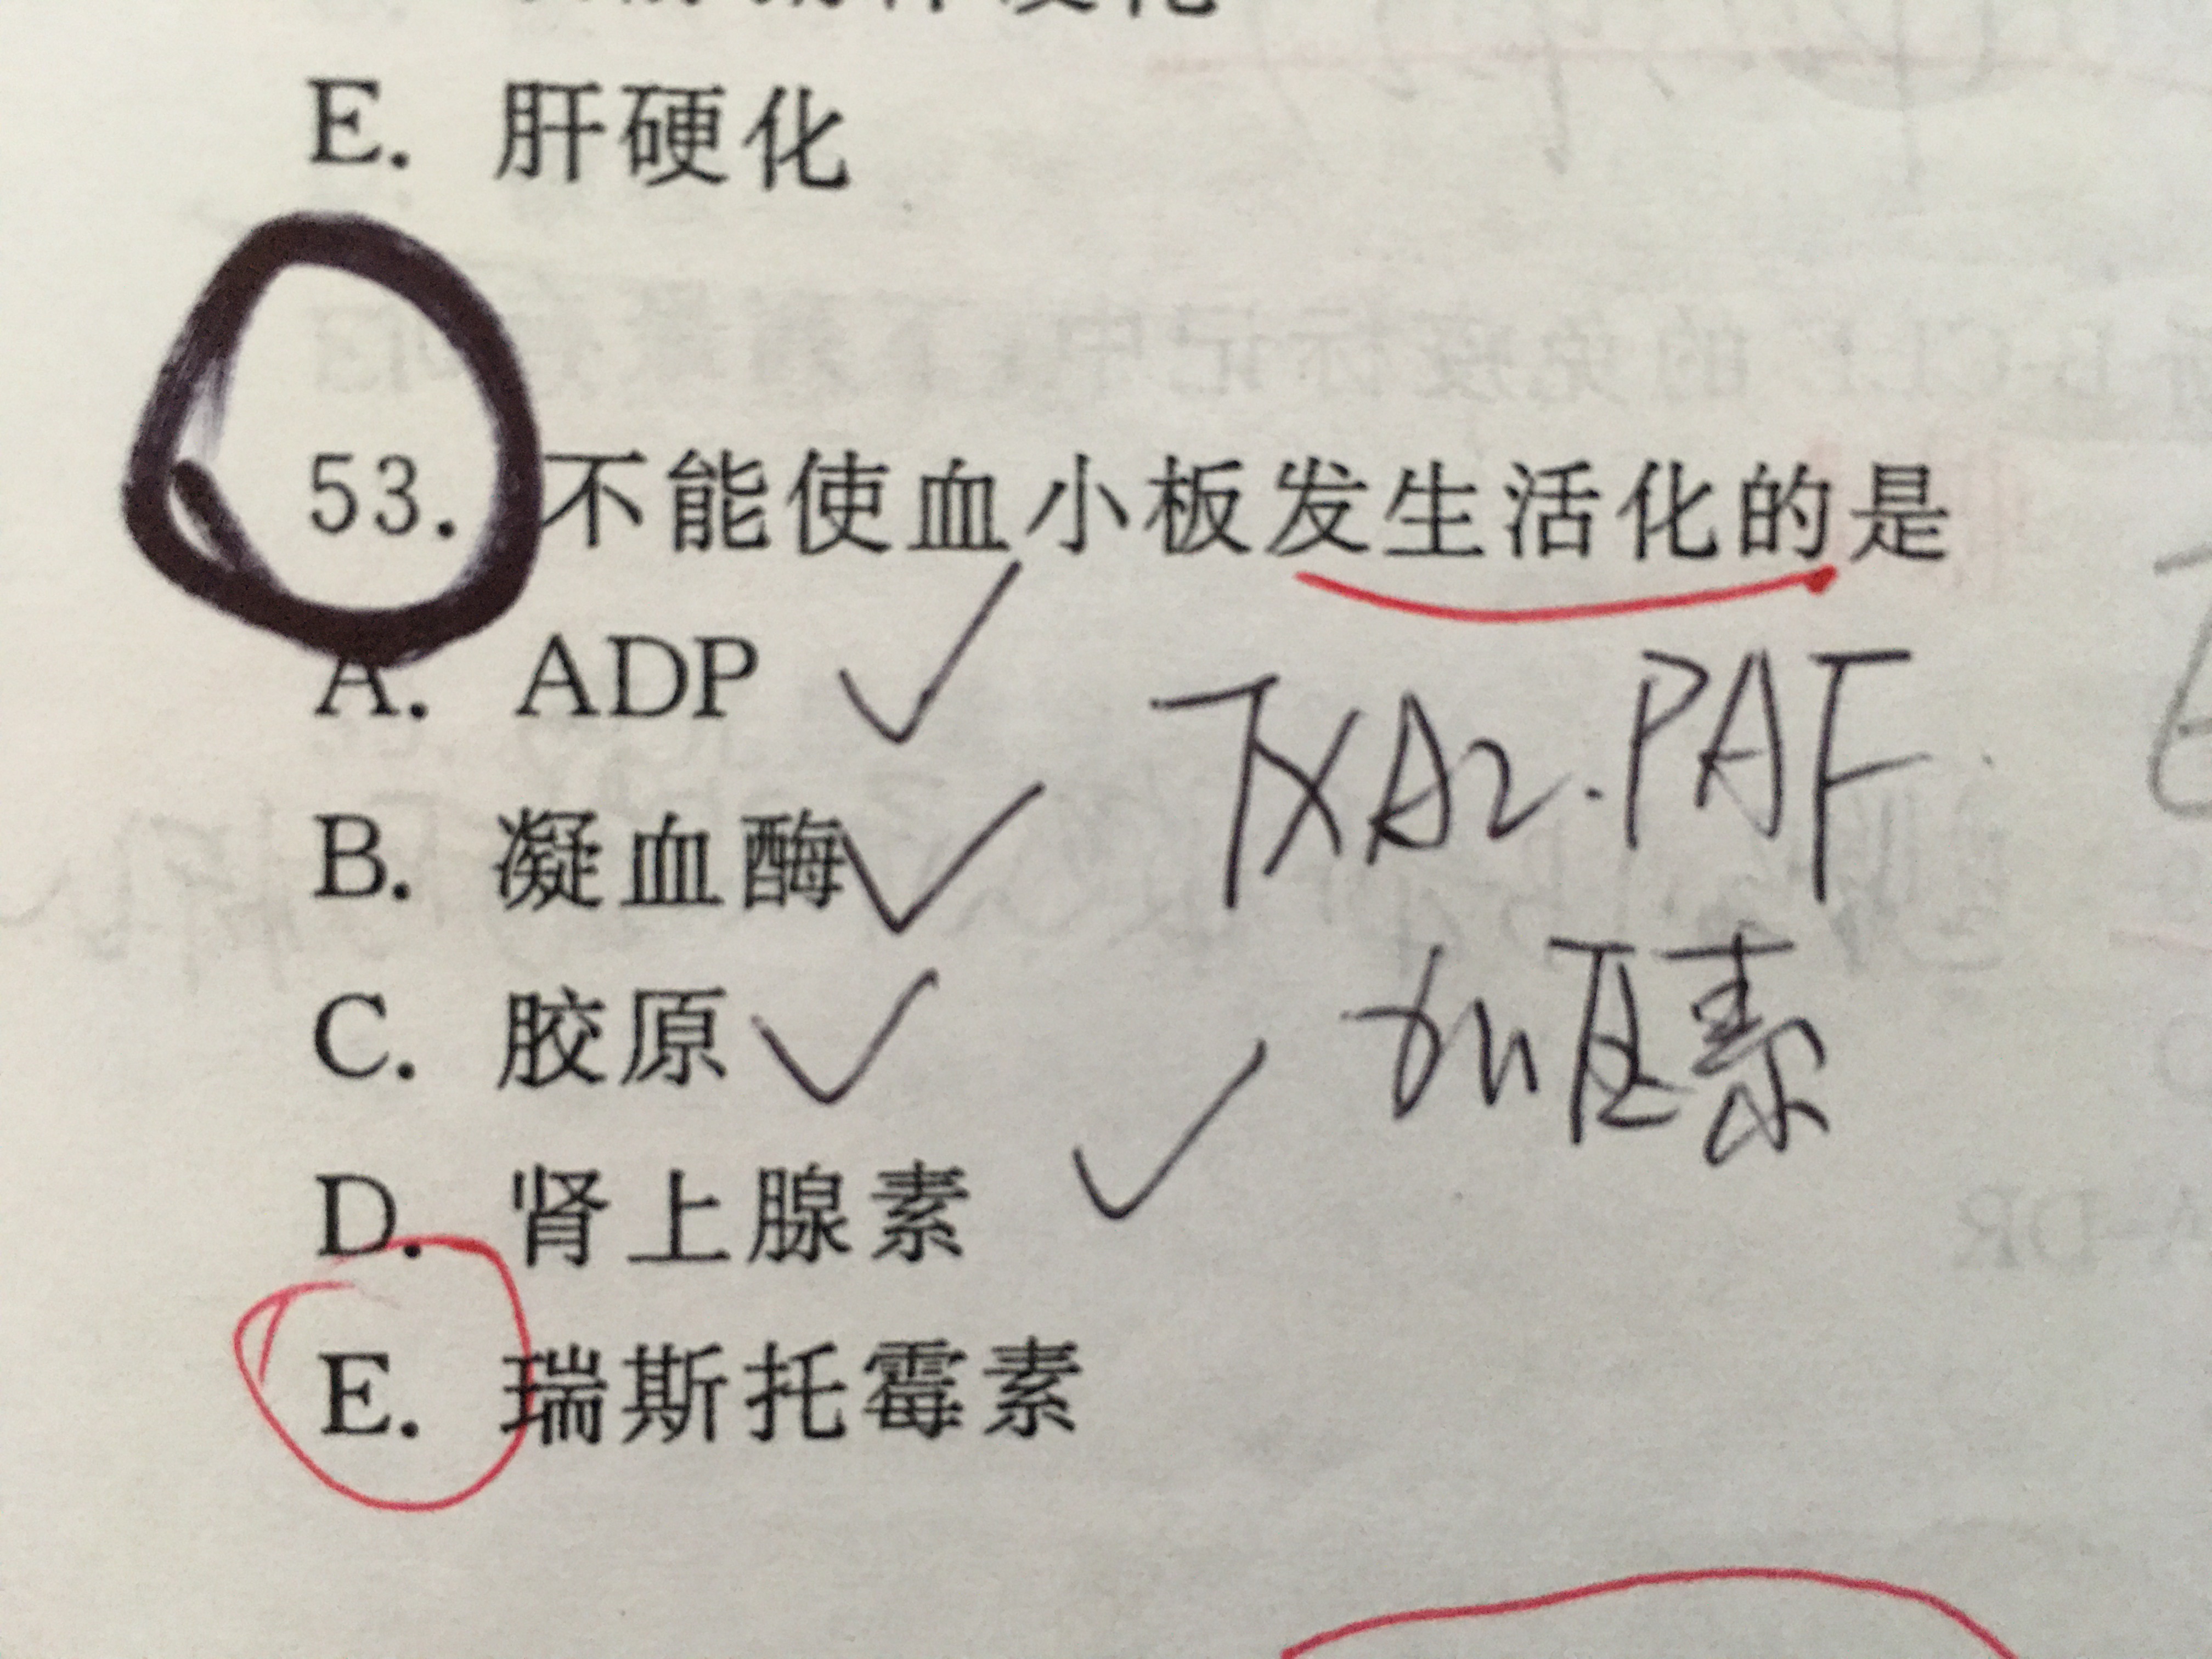 E. 肝硬化
53. 不能使血小板发生活化的是
A. ADP
TXA2.PAF
B. 凝血酶
C. 胶原
加压素
D. 肾上腺素
E. 瑞斯托霉素